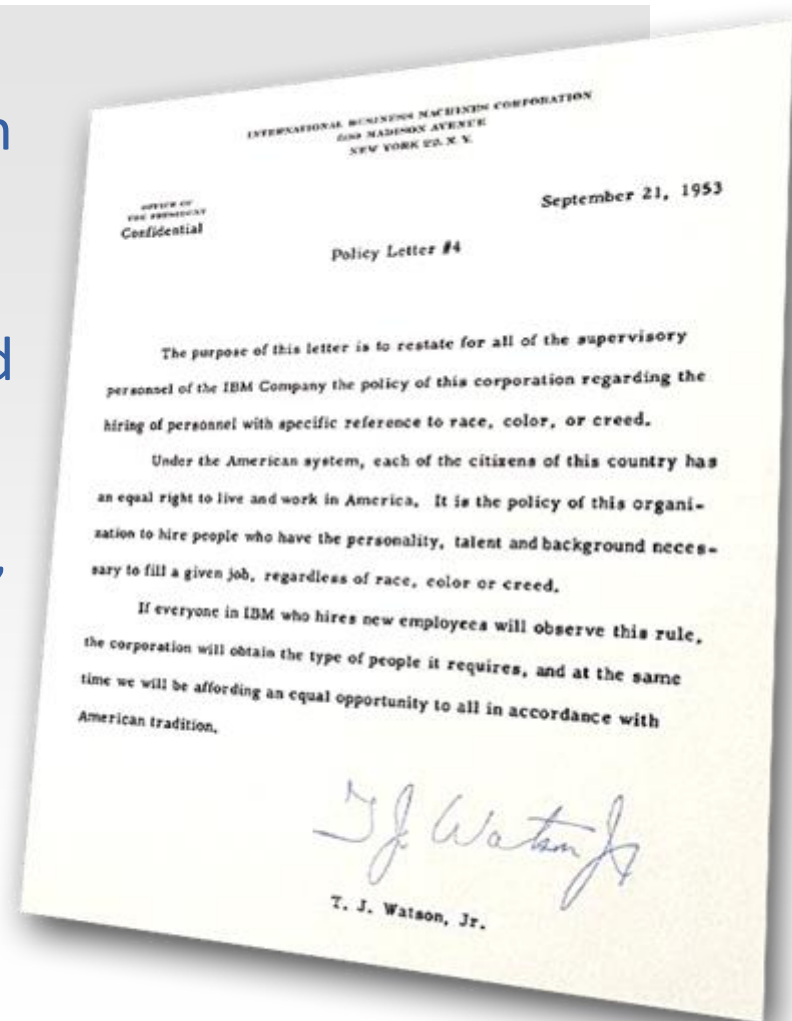 n
d
,
INTERNATIONAL BUSINESS MACHINES CORPORATION
590 MADISON AVENUE
NEW YORK 22, N. Y.
OFFICE OF
THE PRESIDENT
Confidential
September 21, 1953
Policy Letter #4
The purpose of this letter is to restate for all of the supervisory
personnel of the IBM Company the policy of this corporation regarding the
hiring of personnel with specific reference to race, color, or creed.
Under the American system, each of the citizens of this country has
an equal right to live and work in America. It is the policy of this organi-
zation to hire people who have the personality, talent and background neces-
sary to fill a given job, regardless of race, color or creed.
If everyone in IBM who hires new employees will observe this rule,
the corporation will obtain the type of people it requires, and at the same
time we will be affording an equal opportunity to all in accordance with
American tradition.
T J Watson Jr
T. J. Watson, Jr.